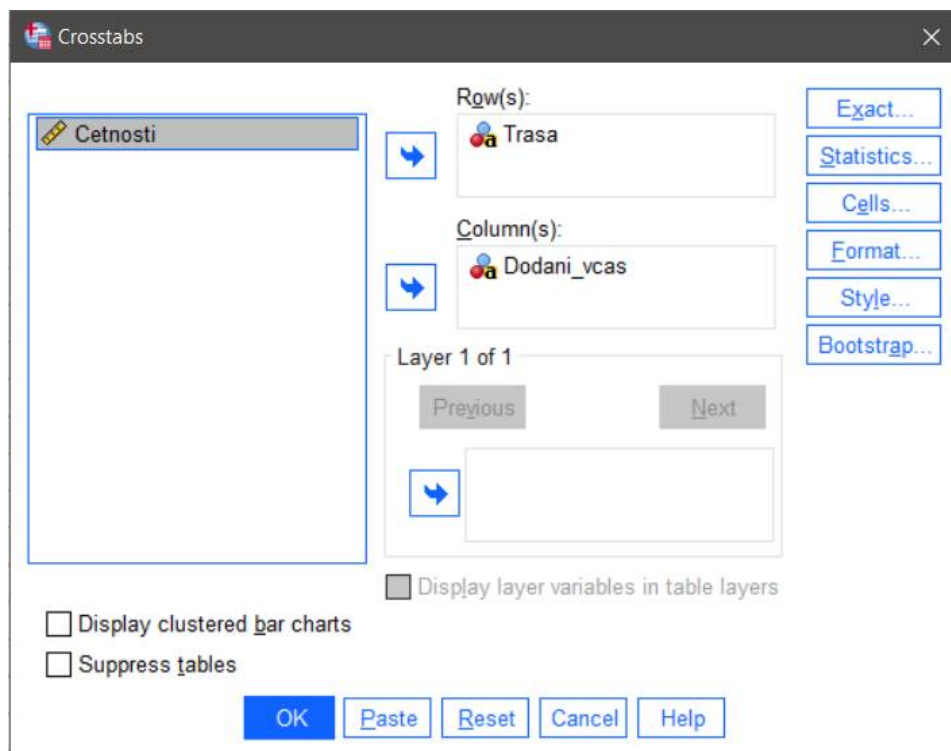 Crosstabs
Cetnosti
Row(s):
Trasa
Column(s):
Dodani_vcas
Layer 1 of 1
Previous
Next
Display layer variables in table layers
Exact...
Statistics...
Cells...
Format...
Style...
Bootstrap...
Display clustered bar charts
Suppress tables
OK
Paste
Reset
Cancel
Help